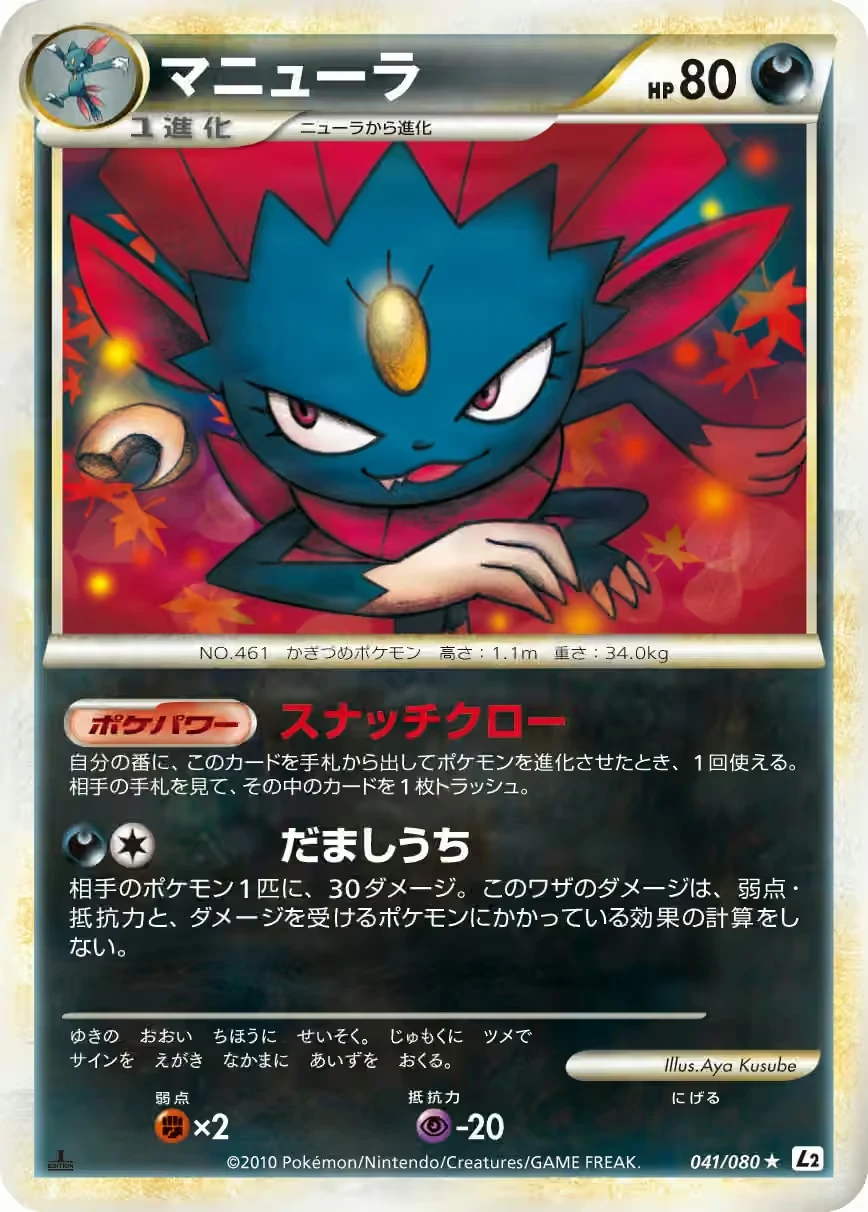 マニューラ
HP 80
1進化
ニューラから進化
NO.461 かぎづめポケモン 高さ：1.1m 重さ：34.0kg
ポケパワー スナッチクロー
自分の番に、このカードを手札から出してポケモンを進化させたとき、1回使える。
相手の手札を見て、その中のカードを1枚トラッシュ。
だましうち
相手のポケモン1匹に、30ダメージ。このワザのダメージは、弱点・
抵抗力と、ダメージを受けるポケモンにかかっている効果の計算をし
ない。
ゆきの おおい ちほうに せいそく。 じゅもくに ツメで
サインを えがき なかまに あいずを おくる。
Illus.Aya Kusube
弱点 抵抗力 にげる
×2 -20
1 EDITION
©2010 Pokémon/Nintendo/Creatures/GAME FREAK.
041/080 ★ L2